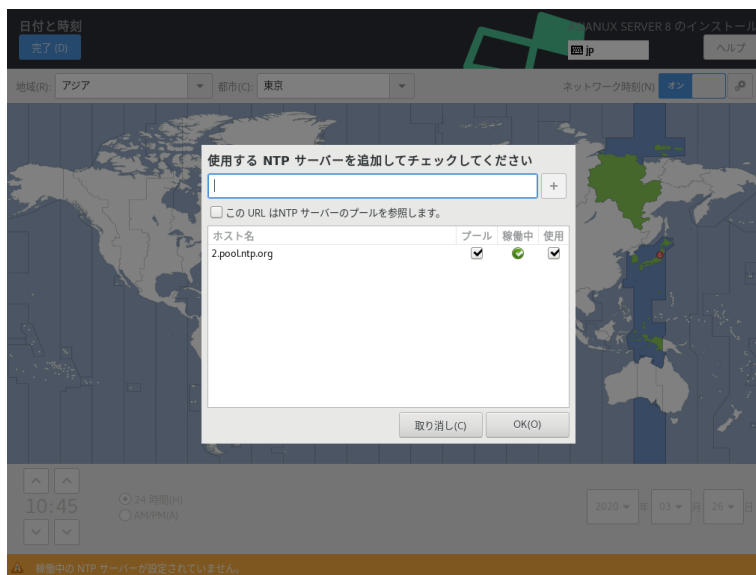 日付と時刻
ANUX SERVER 8 のインストール
完了 (D)
jp
ヘルプ
地域(R): アジア 都市(C): 東京 ネットワーク時刻(N) オン
使用する NTP サーバーを追加してチェックしてください
+
この URL はNTP サーバーのプールを参照します。
ホスト名 プール 稼働中 使用
2.pool.ntp.org
取り消し(C) OK(O)
10:45
24 時間(H)
AM/PM(A)
2020 年 03 月 26 日
稼働中の NTP サーバーが設定されていません。